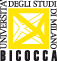 UNIVERSITÀ
DEGLI STUDI
DI MILANO
BICOCCA